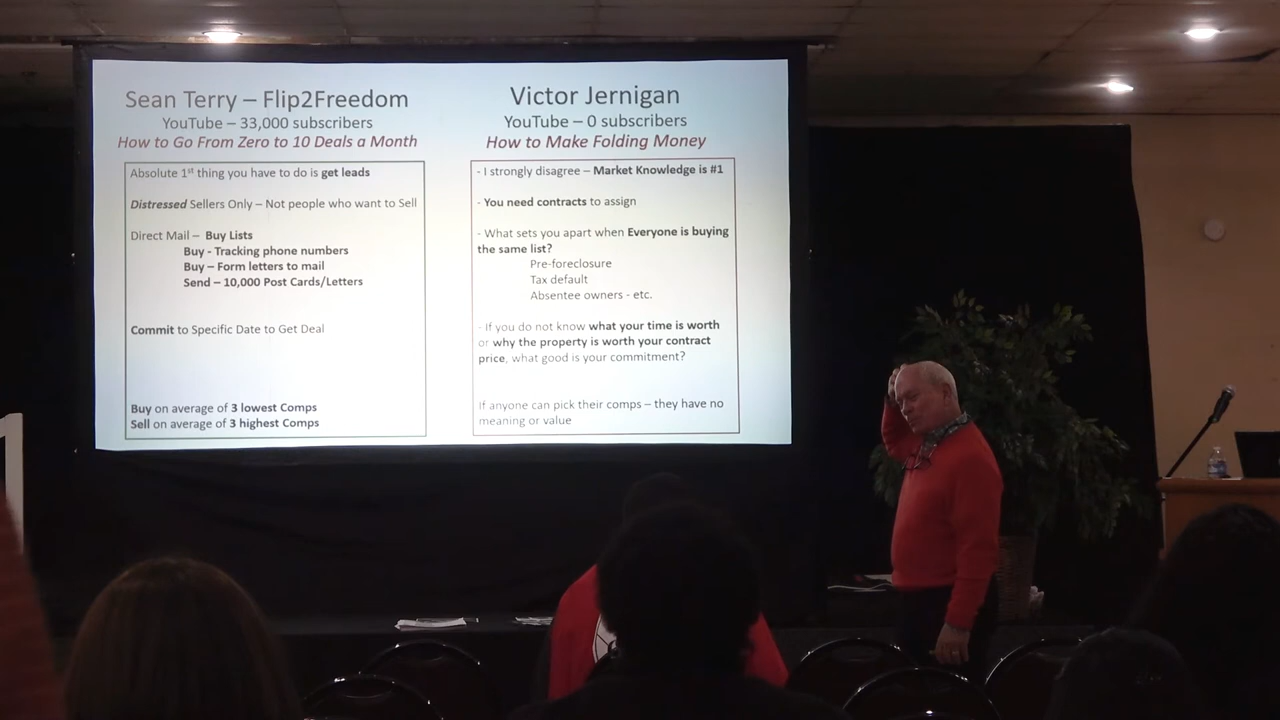 Sean Terry – Flip2Freedom
YouTube – 33,000 subscribers
How to Go From Zero to 10 Deals a Month
Absolute 1st thing you have to do is get leads
Distressed Sellers Only – Not people who want to Sell
Direct Mail – Buy Lists
Buy - Tracking phone numbers
Buy – Form letters to mail
Send – 10,000 Post Cards/Letters
Commit to Specific Date to Get Deal
Buy on average of 3 lowest Comps
Sell on average of 3 highest Comps
Victor Jernigan
YouTube – 0 subscribers
How to Make Folding Money
- I strongly disagree – Market Knowledge is #1
- You need contracts to assign
- What sets you apart when Everyone is buying
the same list?
Pre-foreclosure
Tax default
Absentee owners - etc.
- If you do not know what your time is worth
or why the property is worth your contract
price, what good is your commitment?
If anyone can pick their comps – they have no
meaning or value